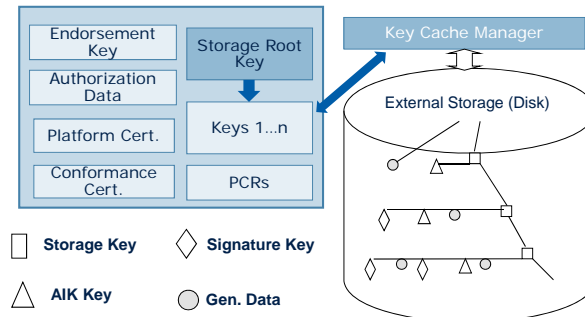 Endorsement
Key
Authorization
Data
Platform Cert.
Conformance
Cert.
Storage Root
Key
Keys 1...n
PCRs
Key Cache Manager
External Storage (Disk)
Storage Key
Signature Key
AIK Key
Gen. Data